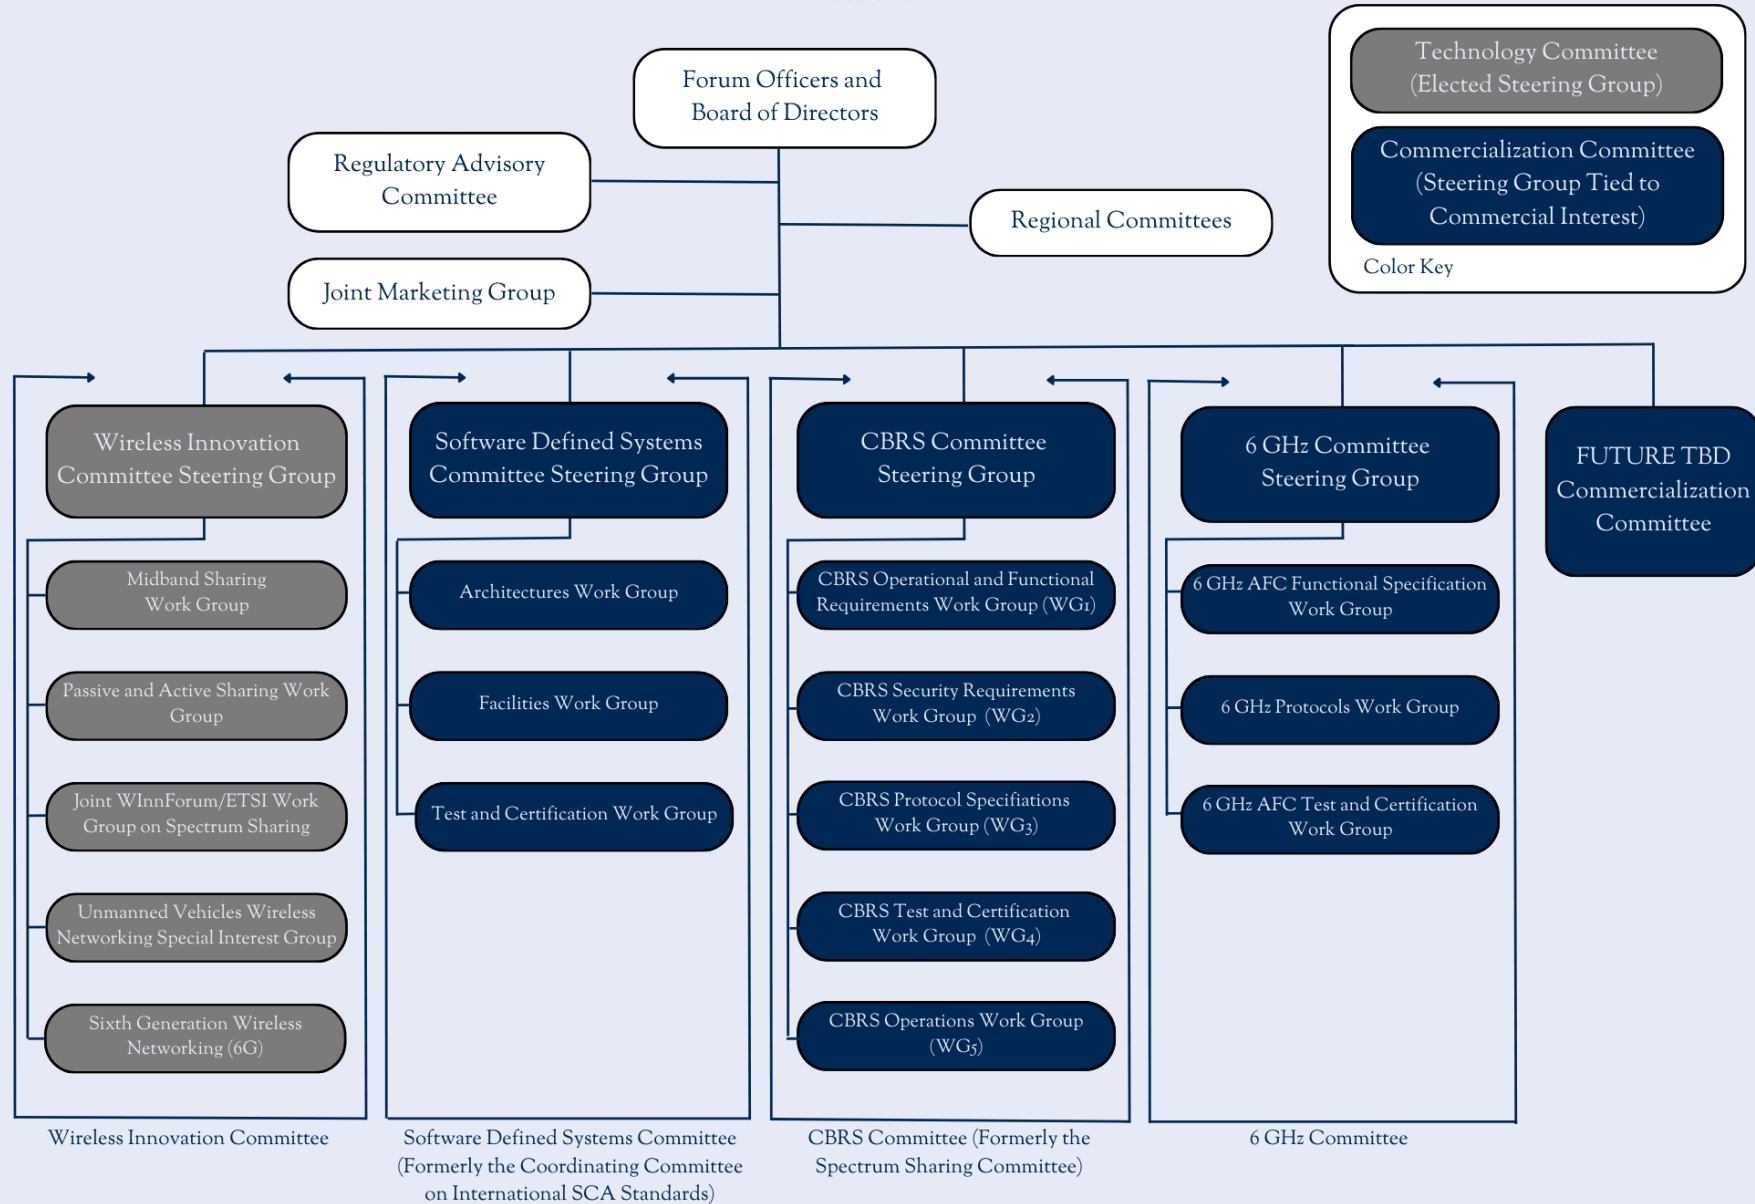 Forum Officers and
Board of Directors
Technology Committee
(Elected Steering Group)
Commercialization Committee
(Steering Group Tied to
Commercial Interest)
Color Key
Regulatory Advisory
Committee
Regional Committees
Joint Marketing Group
Wireless Innovation
Committee Steering Group
Midband Sharing
Work Group
Passive and Active Sharing Work
Group
Joint WInnForum/ETSI Work
Group on Spectrum Sharing
Unmanned Vehicles Wireless
Networking Special Interest Group
Sixth Generation Wireless
Networking (6G)
Wireless Innovation Committee
Software Defined Systems
Committee Steering Group
Architectures Work Group
Facilities Work Group
Test and Certification Work Group
Software Defined Systems Committee
(Formerly the Coordinating Committee
on International SCA Standards)
CBRS Committee
Steering Group
CBRS Operational and Functional
Requirements Work Group (WG1)
CBRS Security Requirements
Work Group (WG2)
CBRS Protocol Specifiations
Work Group (WG3)
CBRS Test and Certification
Work Group (WG4)
CBRS Operations Work Group
(WG5)
CBRS Committee (Formerly the
Spectrum Sharing Committee)
6 GHz Committee
Steering Group
6 GHz AFC Functional Specification
Work Group
6 GHz Protocols Work Group
6 GHz AFC Test and Certification
Work Group
6 GHz Committee
FUTURE TBD
Commercialization
Committee